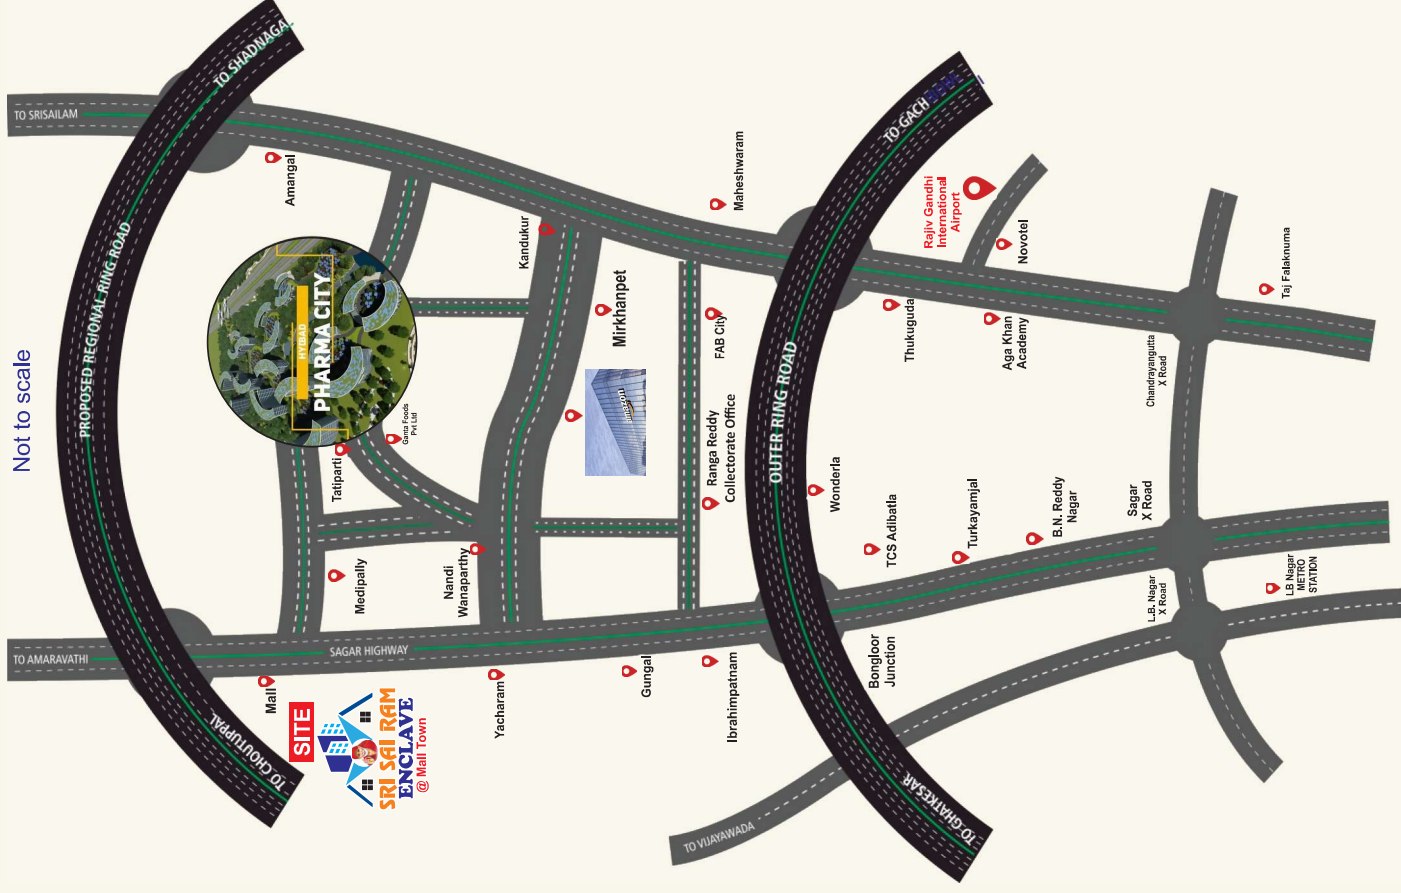 Not to scale
TO SRISAILAM
TO SHADNAGAL
PROPOSED REGIONAL RING ROAD
Amangal
HYDBAD
PHARMA CITY
Tatiparti
Ganta Foods
Pvt Ltd
Medipally
Nandi
Wanaparthy
TO AMARAVATHI
SAGAR HIGHWAY
TO CHOUTUPPAL
Mall
SITE
SRI SAI RAM
ENCLAVE
@ Mall Town
Yacharam
Gungal
Ibrahimpatnam
Kandukur
Mirkhanpet
amazon
Maheshwaram
FAB City
Ranga Reddy
Collectorate Office
OUTER RING ROAD
TO GACH
TO GHATKESAR
TO VIJAYAWADA
Wonderla
TCS Adibatla
Bongloor
Junction
Rajiv Gandhi
International
Airport
Novotel
Thukuguda
Aga Khan
Academy
Turkayamjal
B.N. Reddy
Nagar
Sagar
X Road
Chandrayangutta
X Road
L.B. Nagar
X Road
Taj Falaknuma
LB Nagar
METRO
STATION